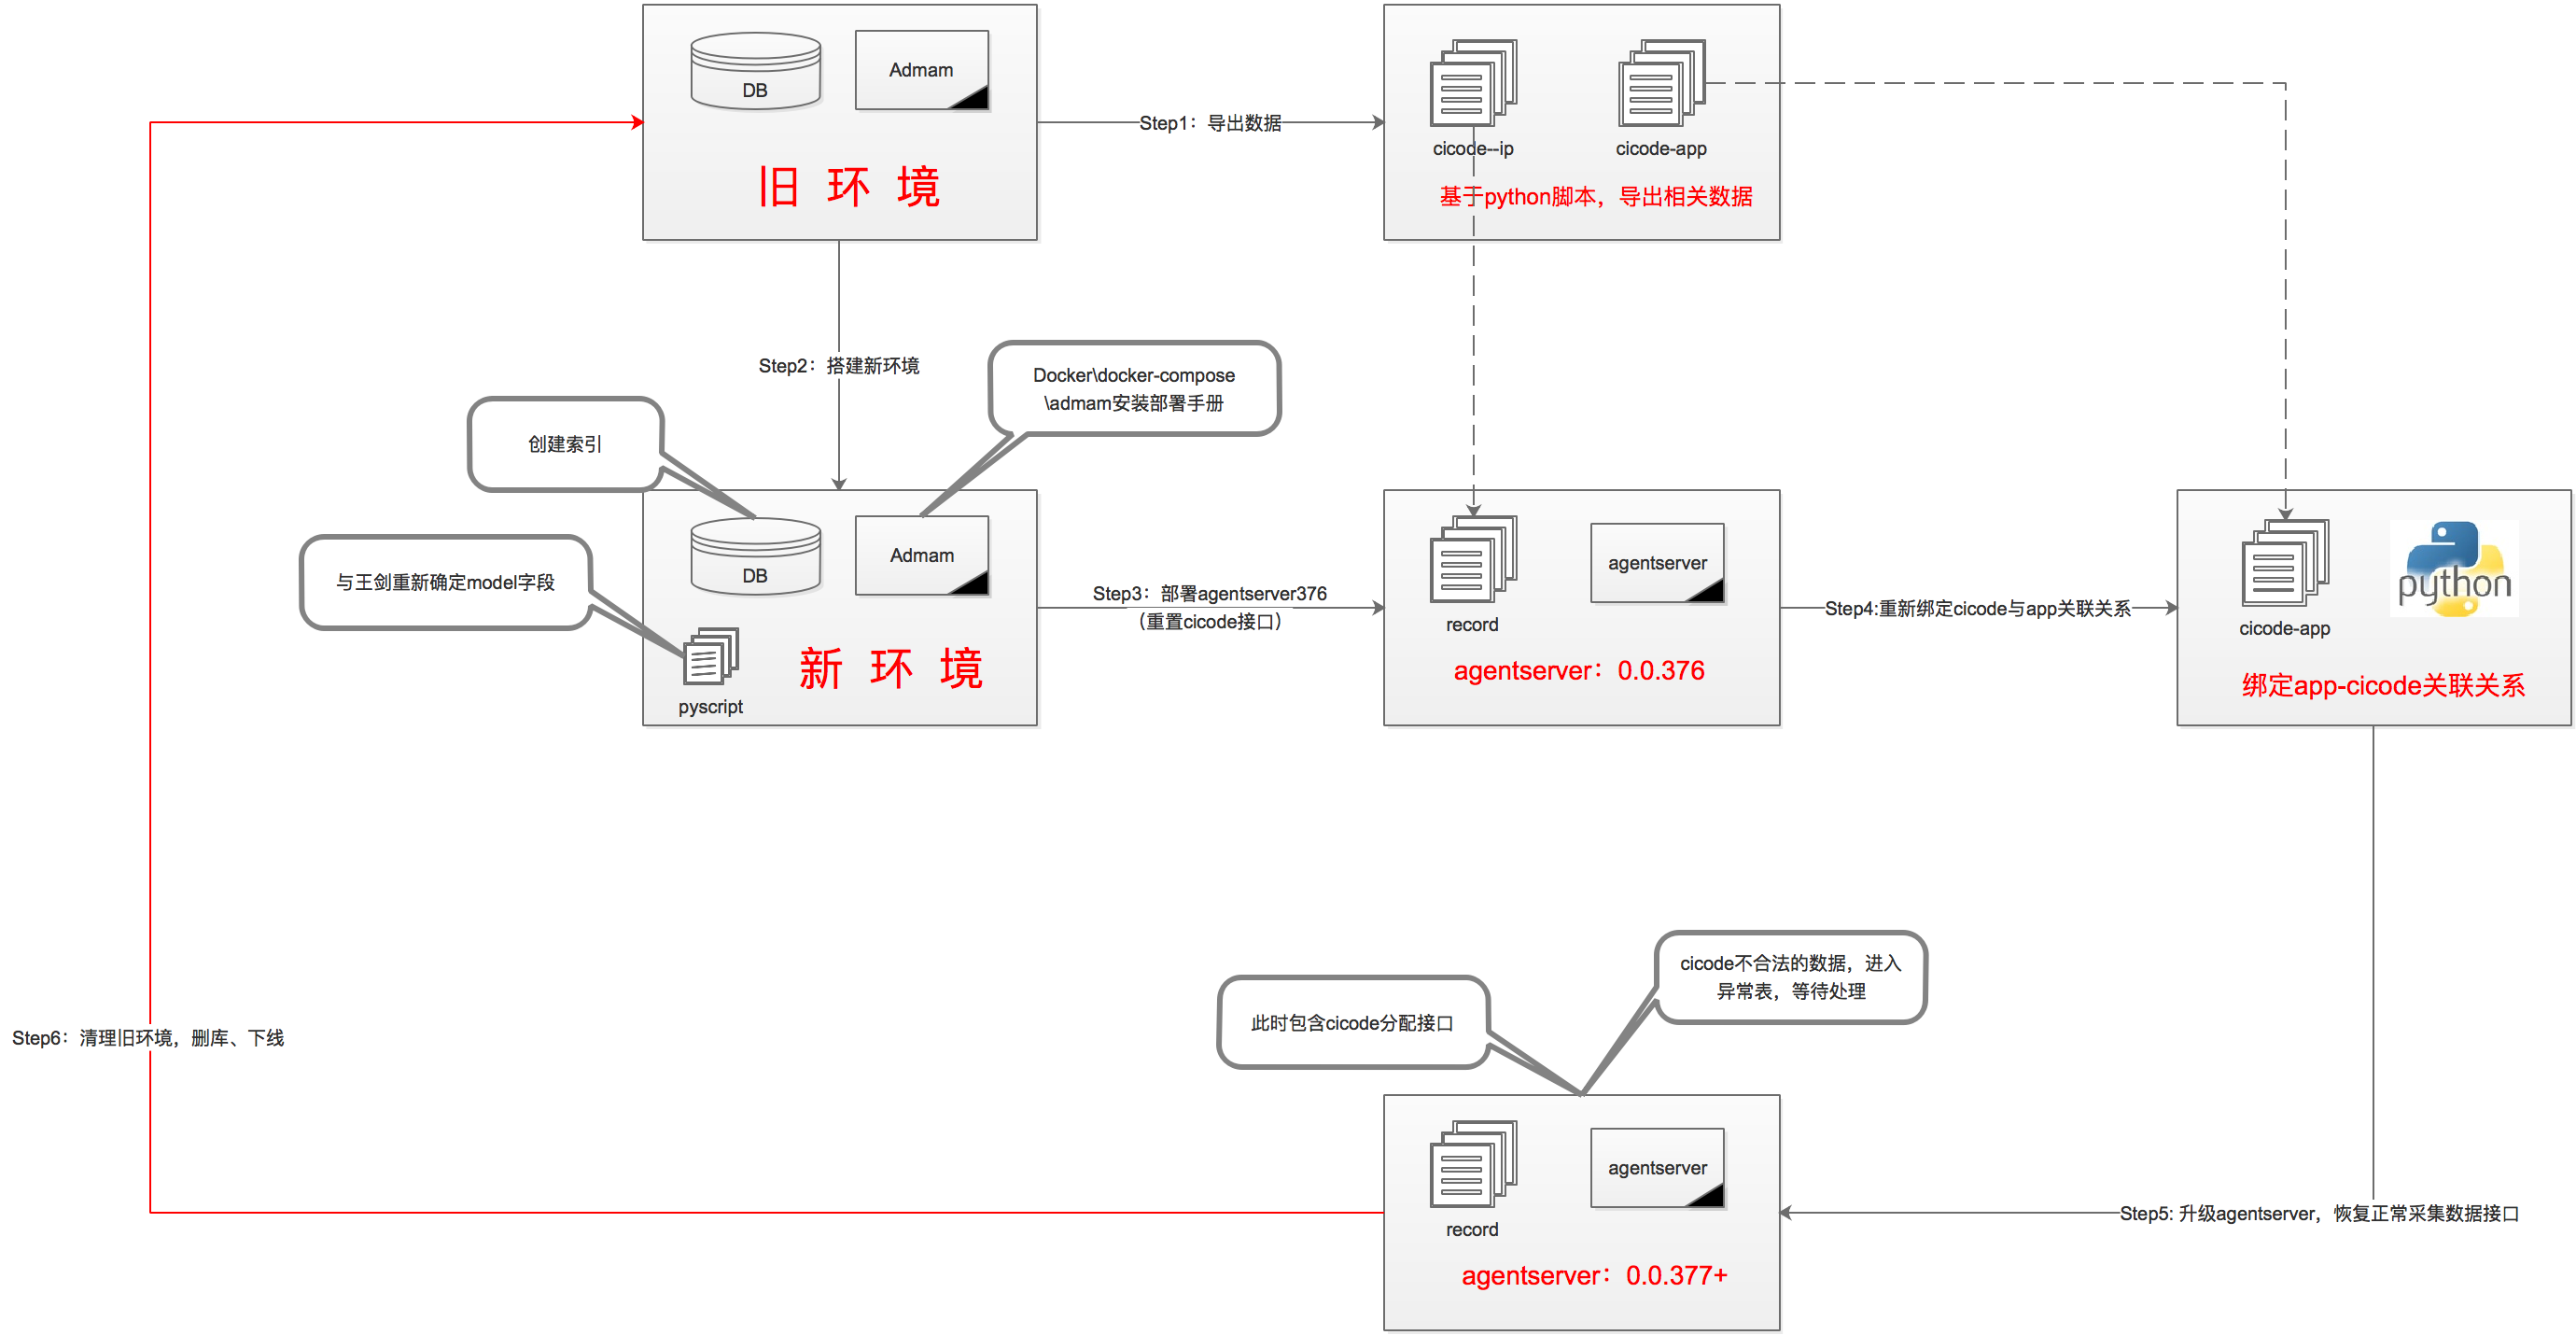 DB
Admam
旧 环 境
Step1：导出数据
cicode--ip
cicode-app
基于python脚本，导出相关数据
Step2：搭建新环境
Docker\docker-compose
\admam安装部署手册
创建索引
与王剑重新确定model字段
DB
Admam
pyscript
新 环 境
Step3：部署agentserver376
（重置cicode接口）
record
agentserver
agentserver：0.0.376
Step4:重新绑定cicode与app关联关系
cicode-app
python
绑定app-cicode关联关系
cicode不合法的数据，进入
异常表，等待处理
此时包含cicode分配接口
Step6：清理旧环境，删库、下线
record
agentserver
agentserver：0.0.377+
Step5: 升级agentserver，恢复正常采集数据接口